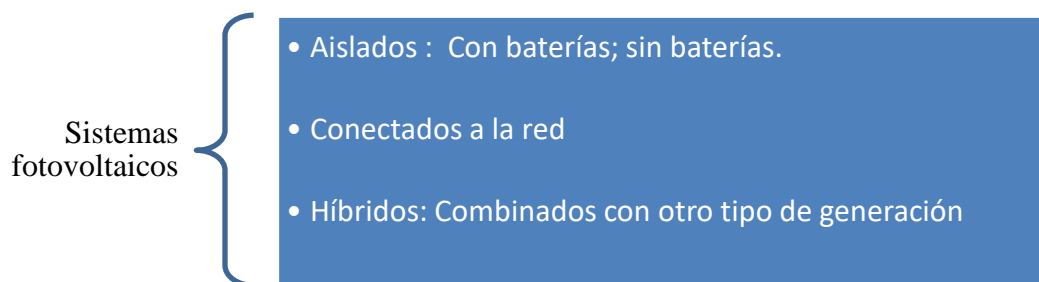 Sistemas
fotovoltaicos
• Aislados : Con baterías; sin baterías.
• Conectados a la red
• Híbridos: Combinados con otro tipo de generación